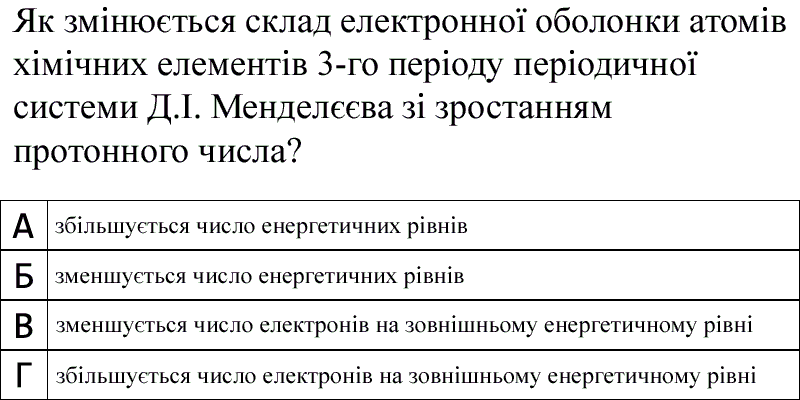 Як змінюється склад електронної оболонки атомів
хімічних елементів 3-го періоду періодичної
системи Д.І. Менделєєва зі зростанням
протонного числа?
А збільшується число енергетичних рівнів
Б зменшується число енергетичних рівнів
В зменшується число електронів на зовнішньому енергетичному рівні
Г збільшується число електронів на зовнішньому енергетичному рівні